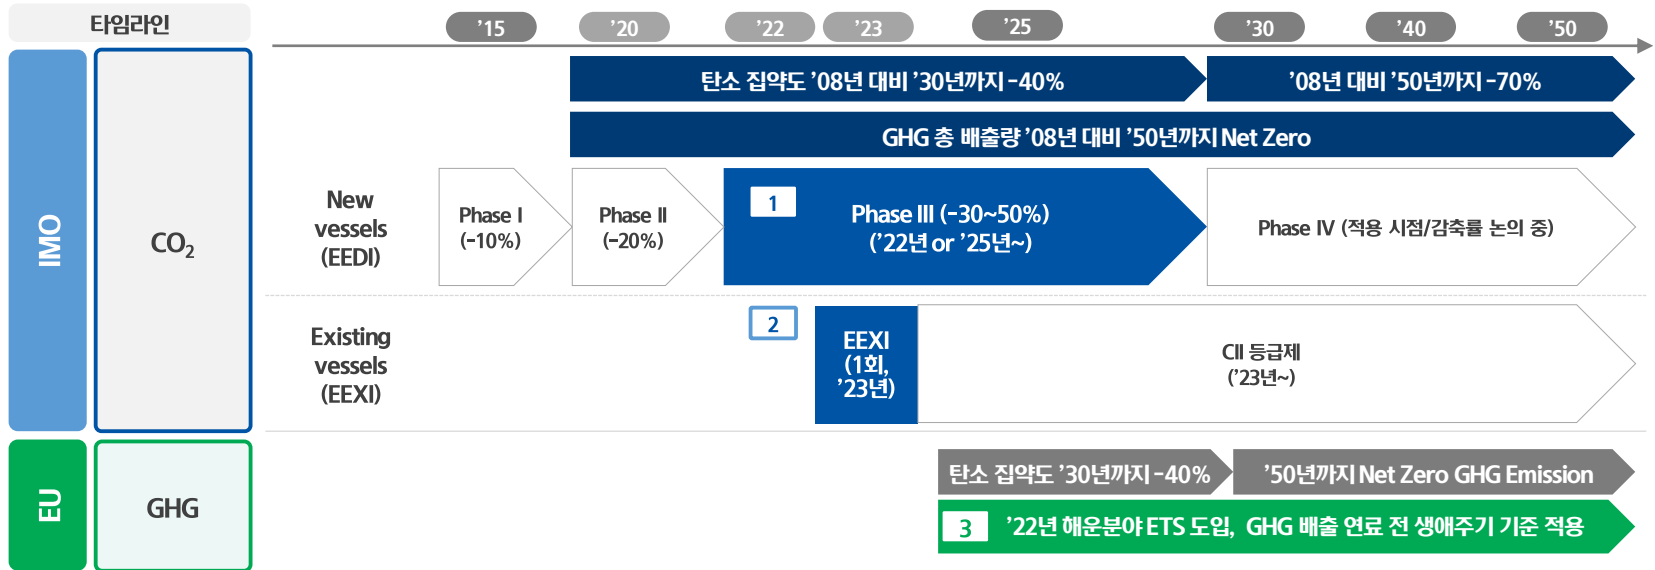 타임라인
’15
’20
’22
’23
’25
’30
’40
’50
IMO
CO₂
탄소 집약도 ’08년 대비 ’30년까지 -40%
’08년 대비 ’50년까지 -70%
GHG 총 배출량 ’08년 대비 ’50년까지 Net Zero
New
vessels
(EEDI)
Phase I
(-10%)
Phase II
(-20%)
1
Phase III (-30~50%)
(’22년 or ’25년~)
Phase IV (적용 시점/감축률 논의 중)
Existing
vessels
(EEXI)
2
EEXI
(1회,
’23년)
CII 등급제
(’23년~)
EU
GHG
탄소 집약도 ’30년까지 -40%
’50년까지 Net Zero GHG Emission
3
’22년 해운분야 ETS 도입, GHG 배출 연료 전 생애주기 기준 적용